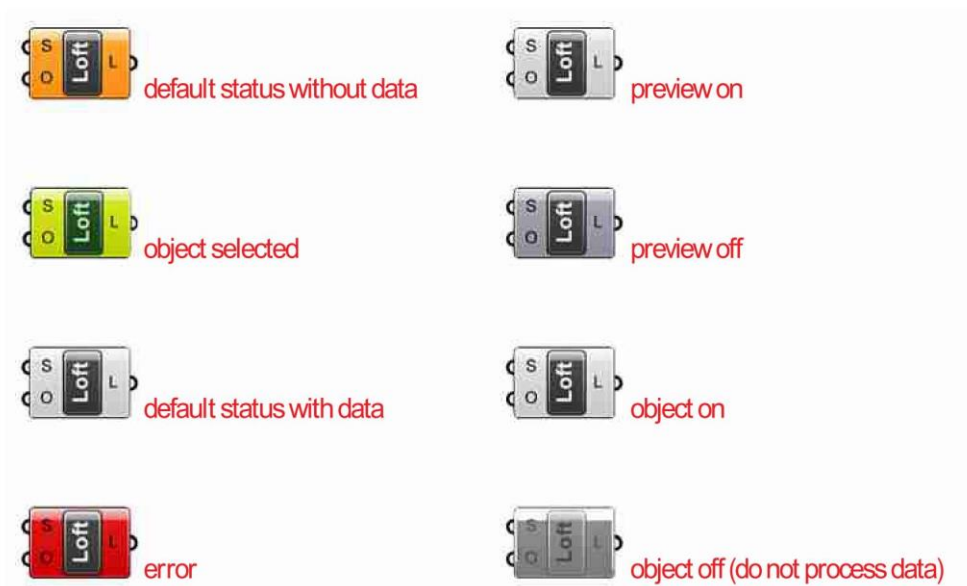 S
O
Loft
L
default status without data
S
O
Loft
L
preview on
S
O
Loft
L
object selected
S
O
Loft
L
preview off
S
O
Loft
L
default status with data
S
O
Loft
L
object on
S
O
Loft
L
error
S
O
Loft
L
object off (do not process data)